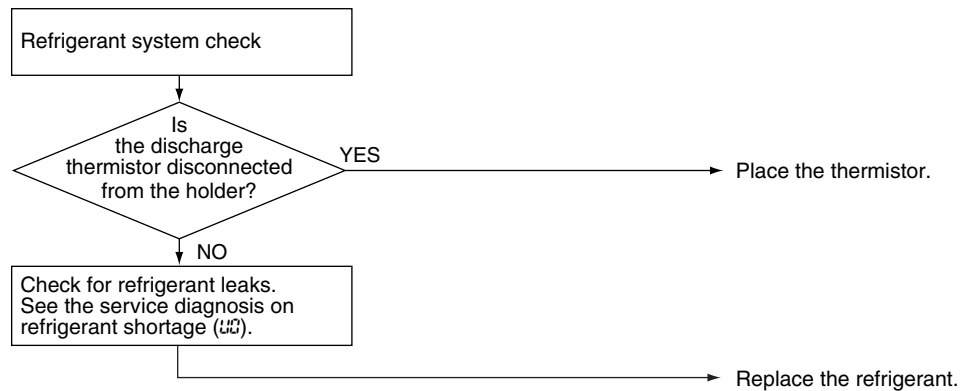 Refrigerant system check
Is
the discharge
thermistor disconnected
from the holder?
YES
Place the thermistor.
NO
Check for refrigerant leaks.
See the service diagnosis on
refrigerant shortage (U0).
Replace the refrigerant.